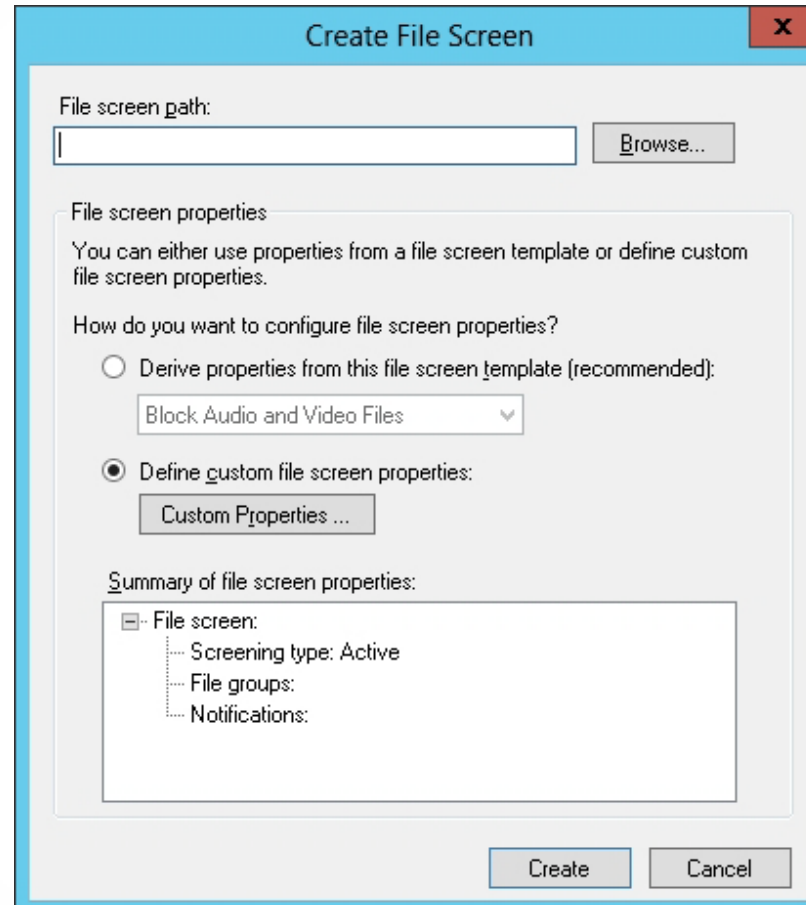 Create File Screen
x
File screen path:
Browse...
File screen properties
You can either use properties from a file screen template or define custom
file screen properties.
How do you want to configure file screen properties?
Derive properties from this file screen template (recommended):
Block Audio and Video Files
Define custom file screen properties:
Custom Properties ...
Summary of file screen properties:
File screen:
Screening type: Active
File groups:
Notifications:
Create Cancel